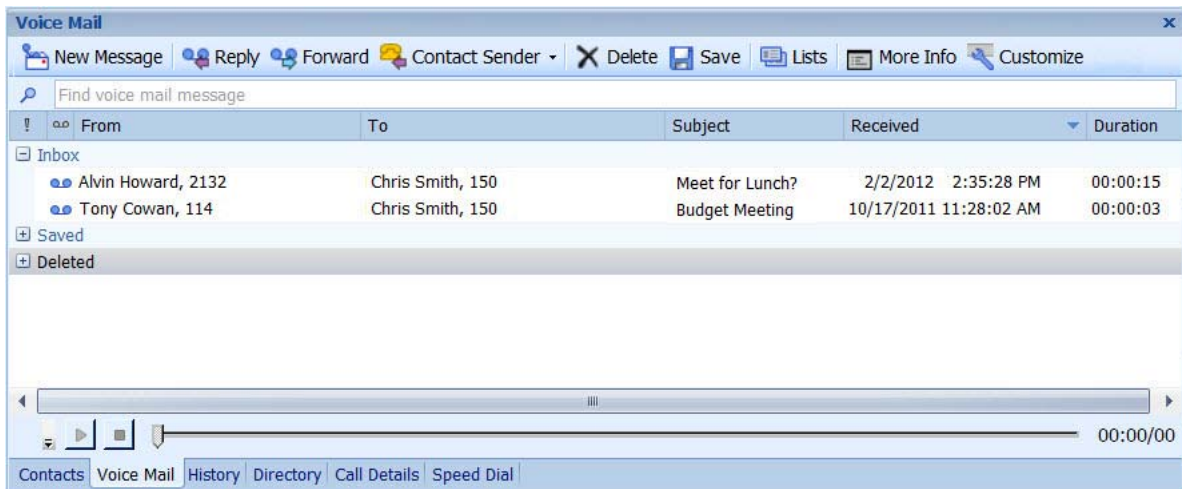 Voice Mail
New Message Reply Forward Contact Sender Delete Save Lists More Info Customize
Find voice mail message
! From To Subject Received Duration
Inbox
Alvin Howard, 2132 Chris Smith, 150 Meet for Lunch? 2/2/2012 2:35:28 PM 00:00:15
Tony Cowan, 114 Chris Smith, 150 Budget Meeting 10/17/2011 11:28:02 AM 00:00:03
Saved
Deleted
00:00/00
Contacts Voice Mail History Directory Call Details Speed Dial